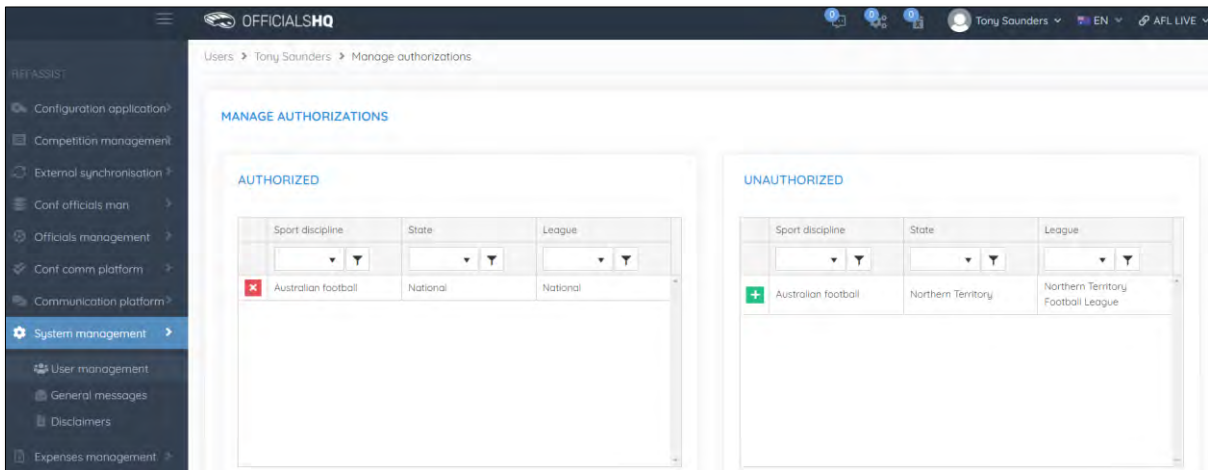 OFFICIALSHQ
0 0 0 Tony Saunders EN AFL LIVE
Users > Tony Saunders > Manage authorizations
REFASSIST
Configuration application
Competition management
External synchronisation
Conf officials man
Officials management
Conf comm platform
Communication platform
System management
User management
General messages
Disclaimers
Expenses management
MANAGE AUTHORIZATIONS
AUTHORIZED
Sport discipline State League
Australian football National National
UNAUTHORIZED
Sport discipline State League
Australian football Northern Territory Northern Territory
Football League